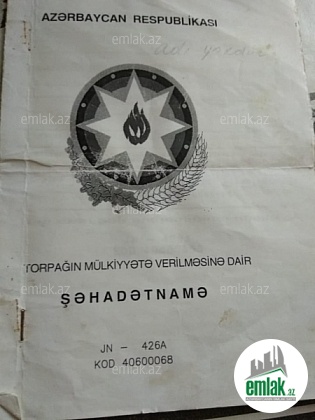 AZƏRBAYCAN RESPUBLİKASI
TORPAĞIN MÜLKİYYƏTƏ VERİLMƏSİNƏ DAİR
ŞƏHADƏTNAMƏ
JN – 426A
KOD 40600068
emlak.az